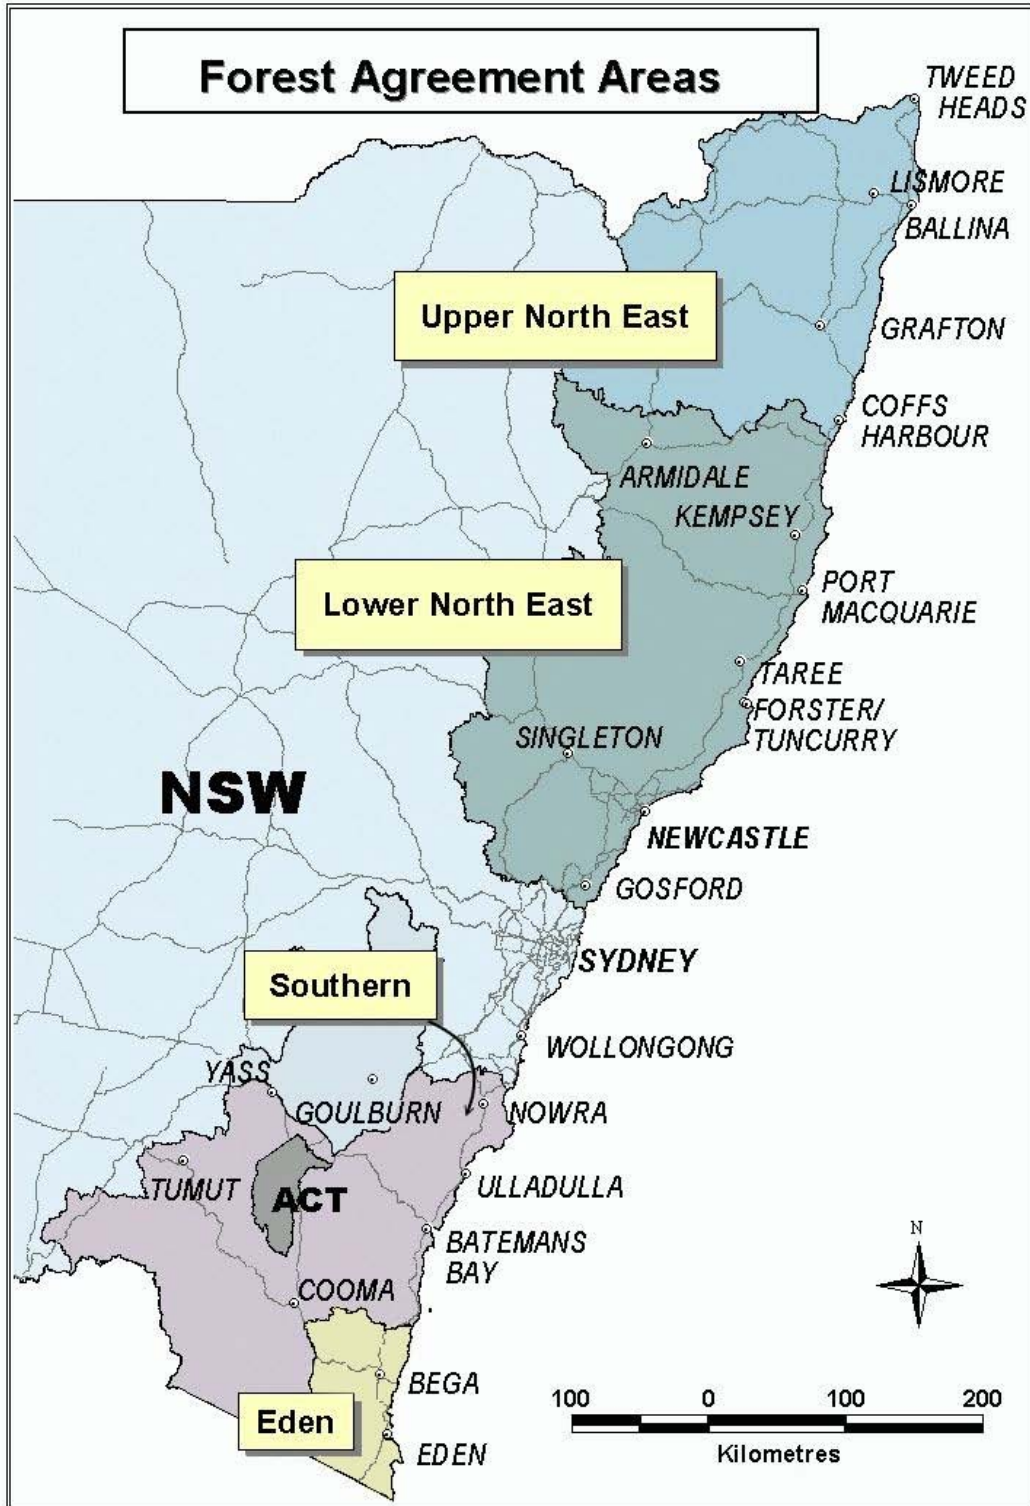 Forest Agreement Areas
TWEED
HEADS
LISMORE
BALLINA
Upper North East
GRAFTON
COFFS
HARBOUR
ARMIDALE
KEMPSEY
Lower North East
PORT
MACQUARIE
TAREE
FORSTER/
TUNCURRY
SINGLETON
NSW
NEWCASTLE
GOSFORD
SYDNEY
Southern
WOLLONGONG
YASS
GOULBURN
NOWRA
TUMUT
ACT
ULLADULLA
BATEMANS
BAY
N
COOMA
BEGA
Eden
EDEN
100 0 100 200
Kilometres